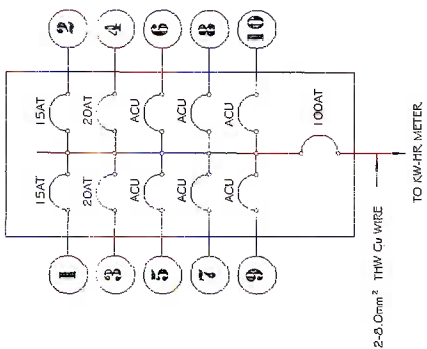 2
4
6
8
10
15AT
20AT
ACU
ACU
ACU
15AT
20AT
ACU
ACU
ACU
1
3
5
7
9
100AT
2-8.0mm² THW Cu WIRE
TO KW-HR METER